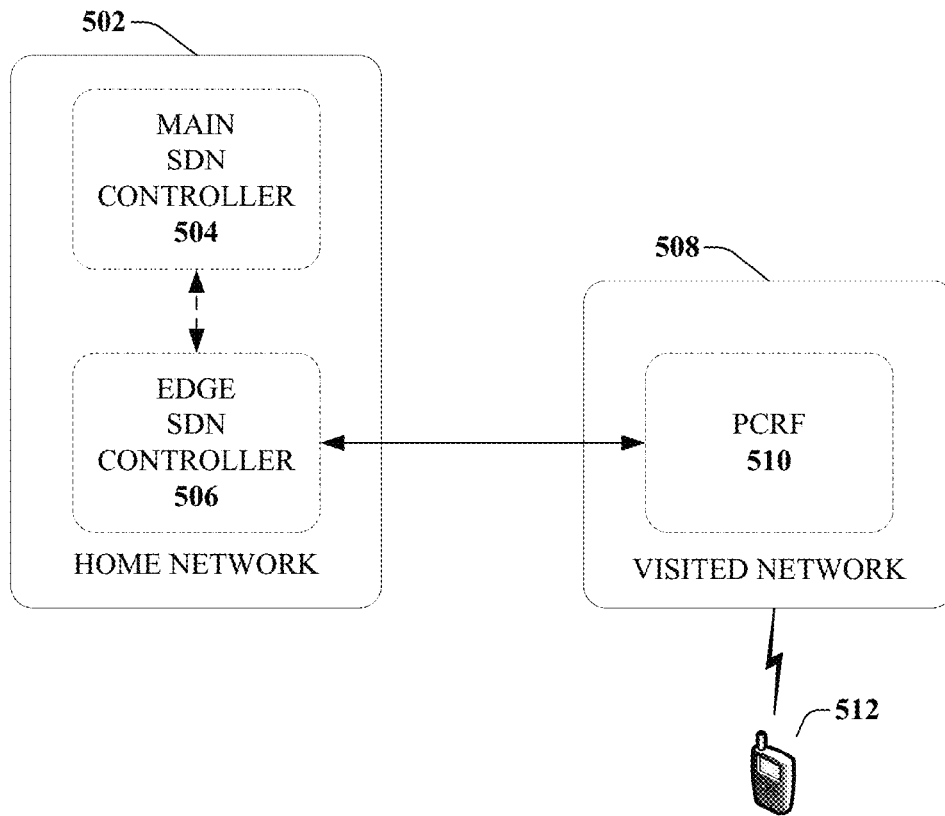 502
MAIN
SDN
CONTROLLER
504
EDGE
SDN
CONTROLLER
506
HOME NETWORK
508
PCRF
510
VISITED NETWORK
512